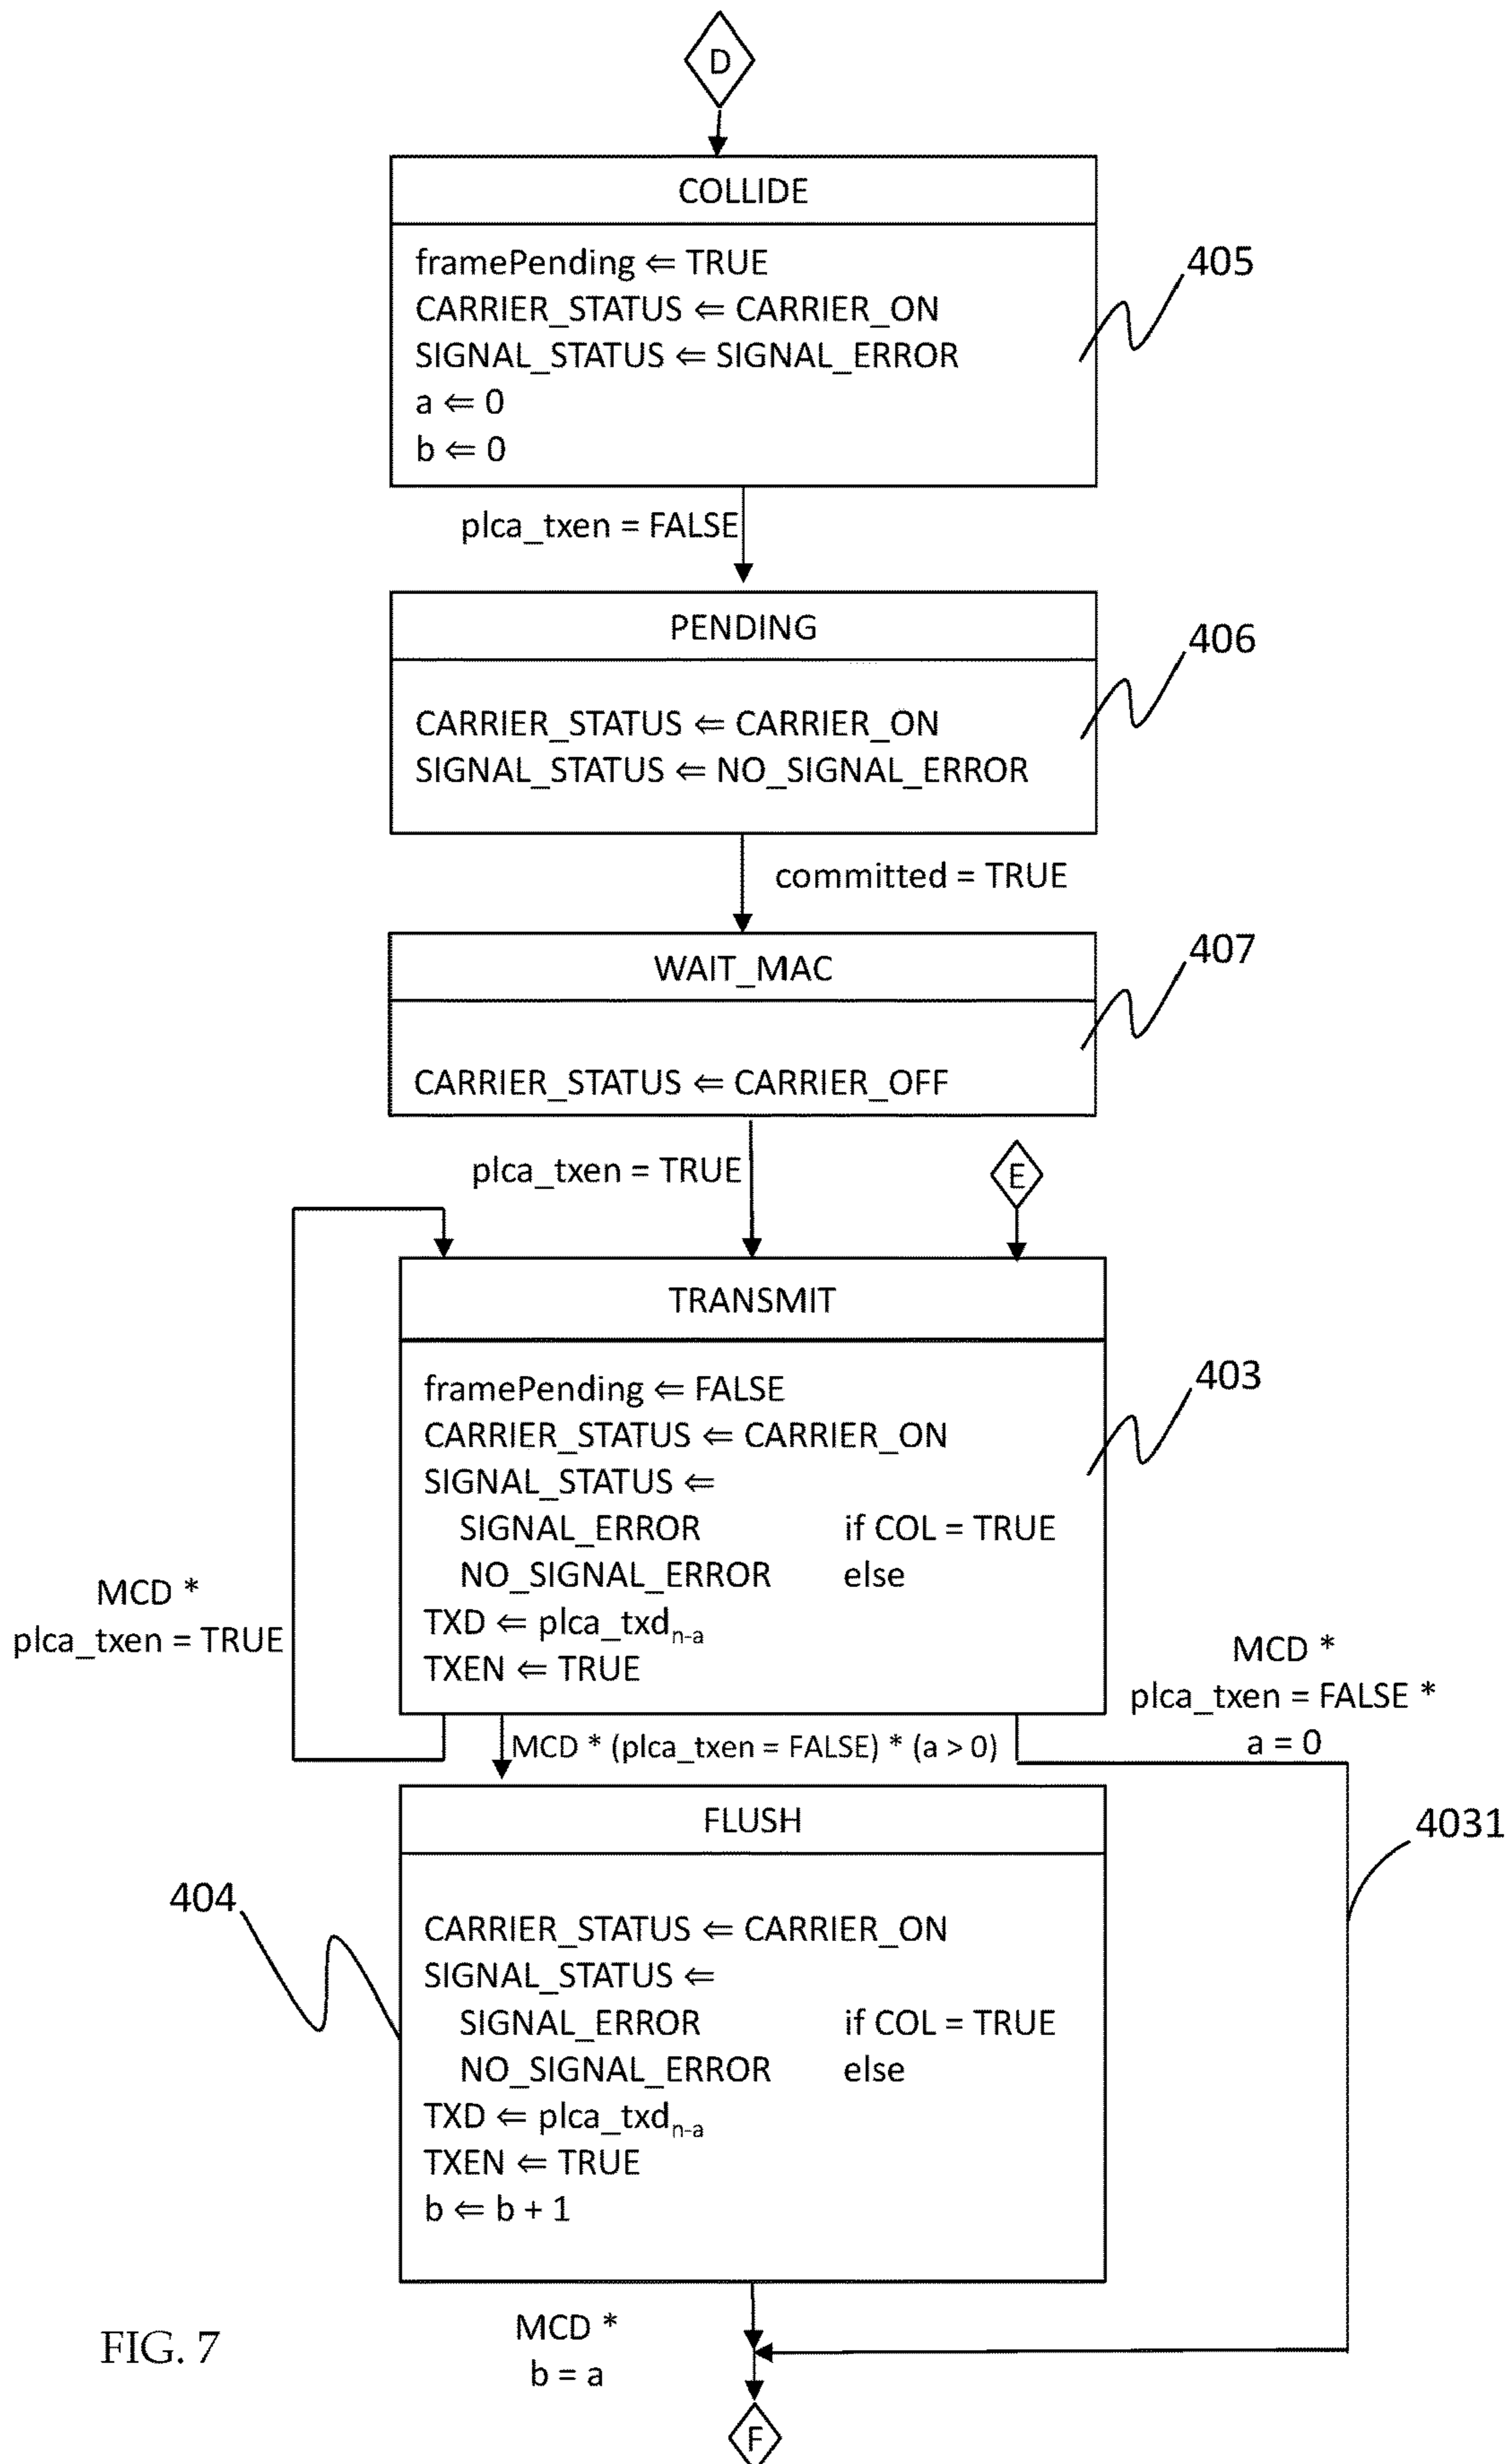 D
COLLIDE
framePending ⇐ TRUE
CARRIER_STATUS ⇐ CARRIER_ON
SIGNAL_STATUS ⇐ SIGNAL_ERROR
a ⇐ 0
b ⇐ 0
405
plca_txen = FALSE
PENDING
CARRIER_STATUS ⇐ CARRIER_ON
SIGNAL_STATUS ⇐ NO_SIGNAL_ERROR
406
committed = TRUE
WAIT_MAC
CARRIER_STATUS ⇐ CARRIER_OFF
407
plca_txen = TRUE
E
TRANSMIT
framePending ⇐ FALSE
CARRIER_STATUS ⇐ CARRIER_ON
SIGNAL_STATUS ⇐
SIGNAL_ERROR if COL = TRUE
NO_SIGNAL_ERROR else
TXD ⇐ plca_txdn-a
TXEN ⇐ TRUE
403
MCD *
plca_txen = TRUE
MCD * (plca_txen = FALSE) * (a > 0)
MCD *
plca_txen = FALSE *
a = 0
4031
FLUSH
CARRIER_STATUS ⇐ CARRIER_ON
SIGNAL_STATUS ⇐
SIGNAL_ERROR if COL = TRUE
NO_SIGNAL_ERROR else
TXD ⇐ plca_txdn-a
TXEN ⇐ TRUE
b ⇐ b + 1
404
MCD *
b = a
F
FIG. 7